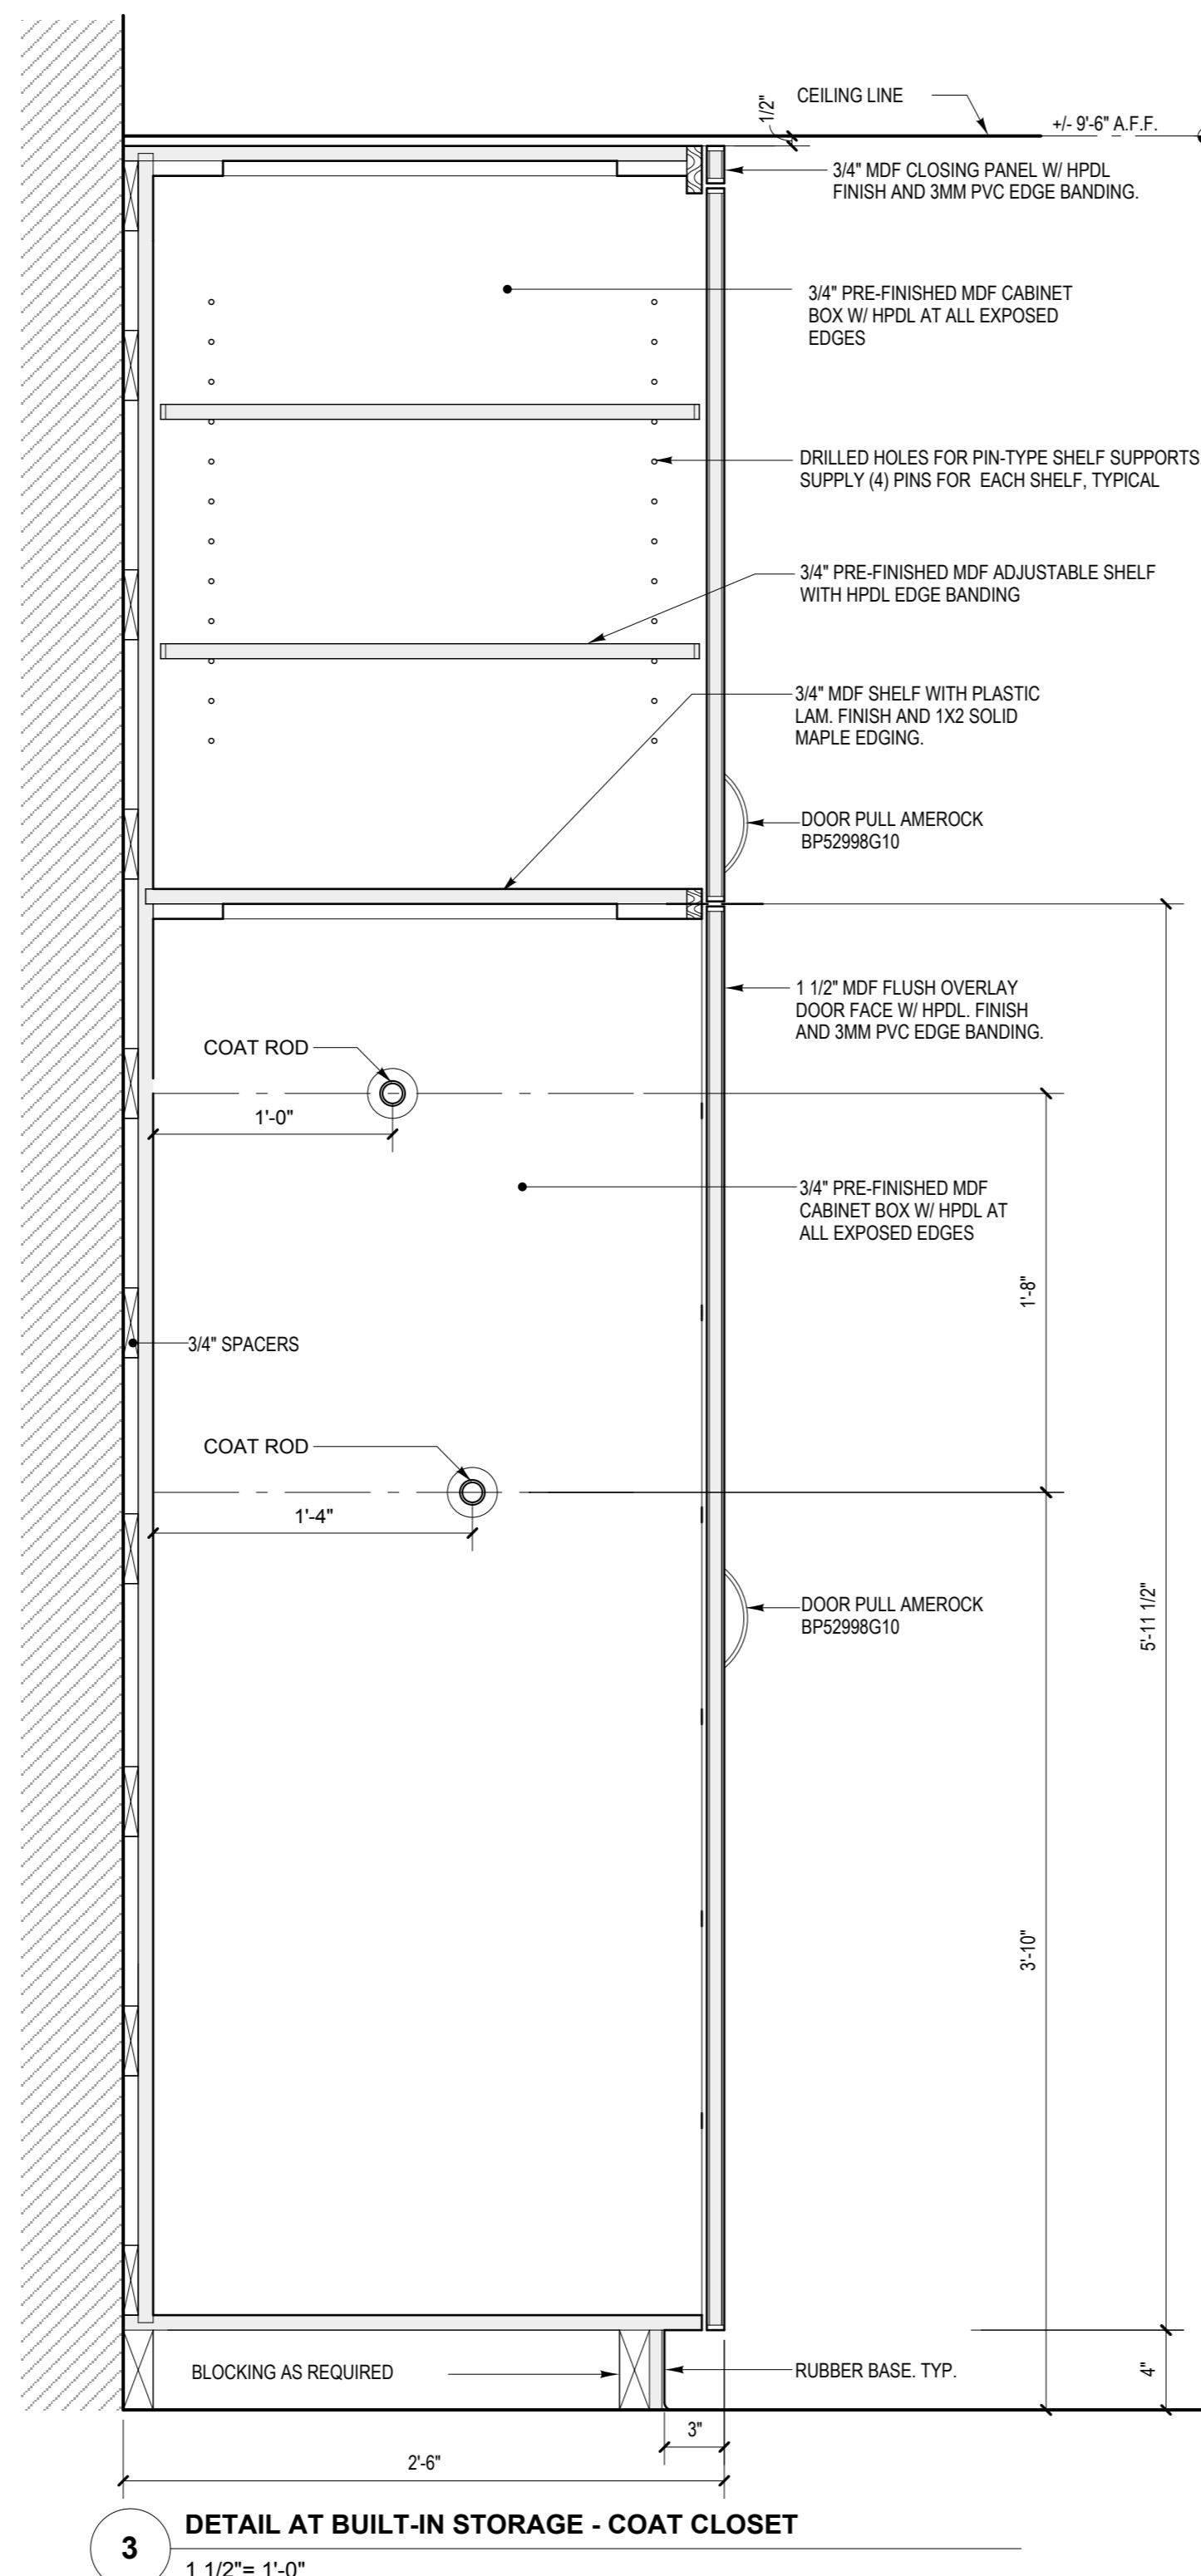 CEILING LINE
1/2"
+/- 9'-6" A.F.F.
3/4" MDF CLOSING PANEL W/ HPDL
FINISH AND 3MM PVC EDGE BANDING.
3/4" PRE-FINISHED MDF CABINET
BOX W/ HPDL AT ALL EXPOSED
EDGES
DRILLED HOLES FOR PIN-TYPE SHELF SUPPORTS
SUPPLY (4) PINS FOR EACH SHELF, TYPICAL
3/4" PRE-FINISHED MDF ADJUSTABLE SHELF
WITH HPDL EDGE BANDING
3/4" MDF SHELF WITH PLASTIC
LAM. FINISH AND 1X2 SOLID
MAPLE EDGING.
DOOR PULL AMEROCK
BP52998G10
1 1/2" MDF FLUSH OVERLAY
DOOR FACE W/ HPDL. FINISH
AND 3MM PVC EDGE BANDING.
COAT ROD
1'-0"
3/4" PRE-FINISHED MDF
CABINET BOX W/ HPDL AT
ALL EXPOSED EDGES
1'-8"
3/4" SPACERS
COAT ROD
1'-4"
DOOR PULL AMEROCK
BP52998G10
5'-11 1/2"
3'-10"
BLOCKING AS REQUIRED
RUBBER BASE. TYP.
4"
3"
2'-6"
3
DETAIL AT BUILT-IN STORAGE - COAT CLOSET
1 1/2"= 1'-0"